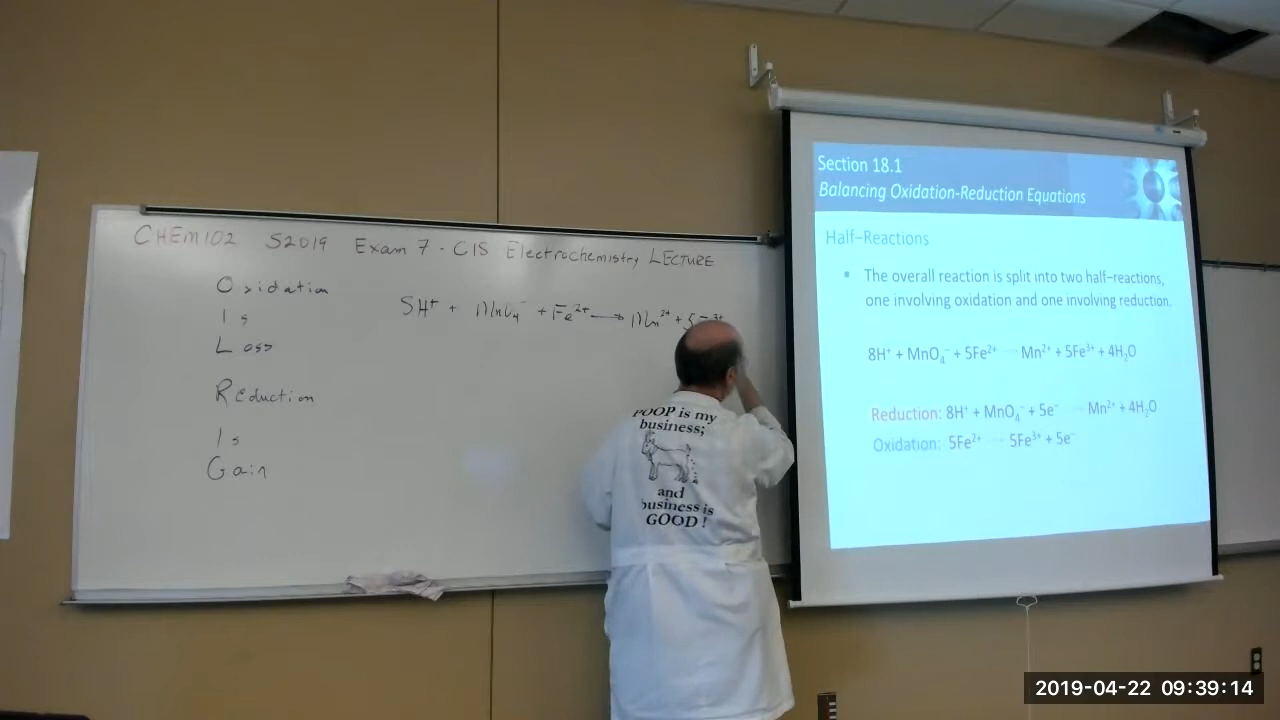 CHEM102 S2019 Exam 7 - CIS Electrochemistry LECTURE
Oxidation
Is
Loss
REduction
Is
Gain
5H⁺ + MnO₄⁻ + Fe²⁺ → Mn²⁺ + 5
Section 18.1
Balancing Oxidation-Reduction Equations
Half–Reactions
▪ The overall reaction is split into two half–reactions,
one involving oxidation and one involving reduction.
8H⁺ + MnO₄⁻ + 5Fe²⁺ → Mn²⁺ + 5Fe³⁺ + 4H₂O
Reduction: 8H⁺ + MnO₄⁻ + 5e⁻ → Mn²⁺ + 4H₂O
Oxidation: 5Fe²⁺ → 5Fe³⁺ + 5e⁻
POOP is my
business;
and
business is
GOOD!
2019-04-22 09:39:14